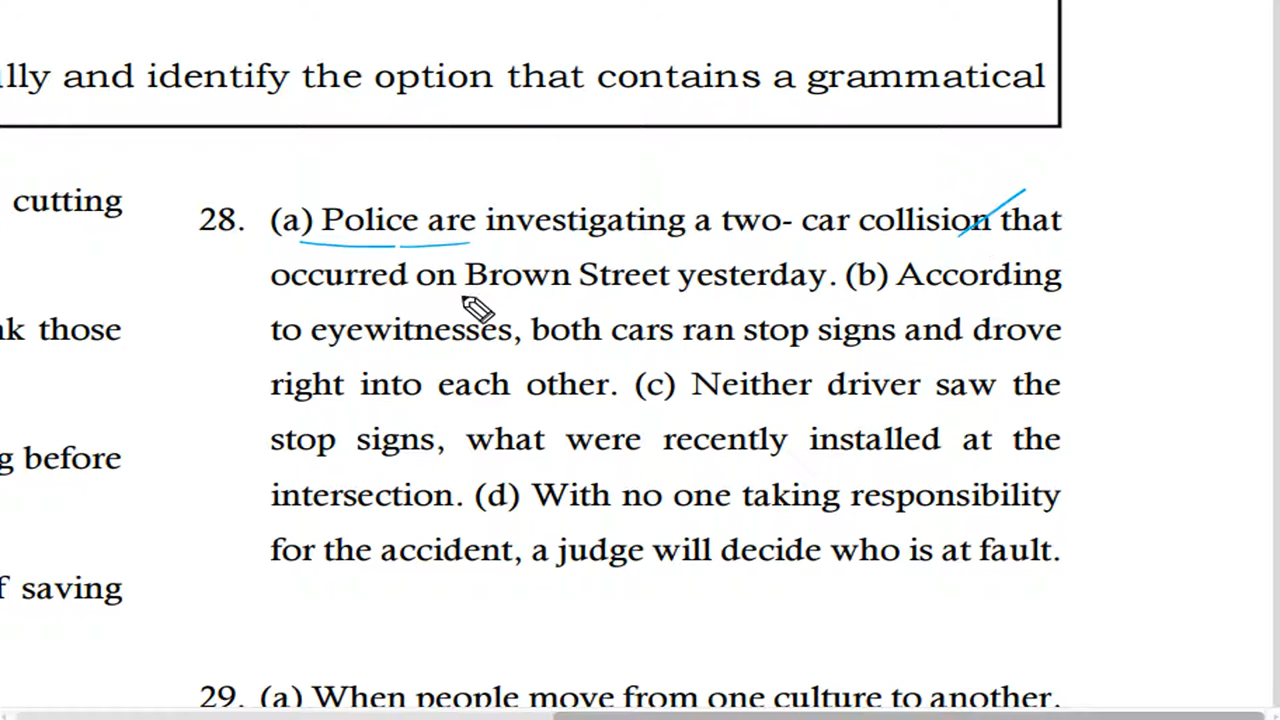 lly and identify the option that contains a grammatical
cutting
those
before
saving
28. (a) Police are investigating a two- car collision that
occurred on Brown Street yesterday. (b) According
to eyewitnesses, both cars ran stop signs and drove
right into each other. (c) Neither driver saw the
stop signs, what were recently installed at the
intersection. (d) With no one taking responsibility
for the accident, a judge will decide who is at fault.
29. (a) When people move from one culture to another,